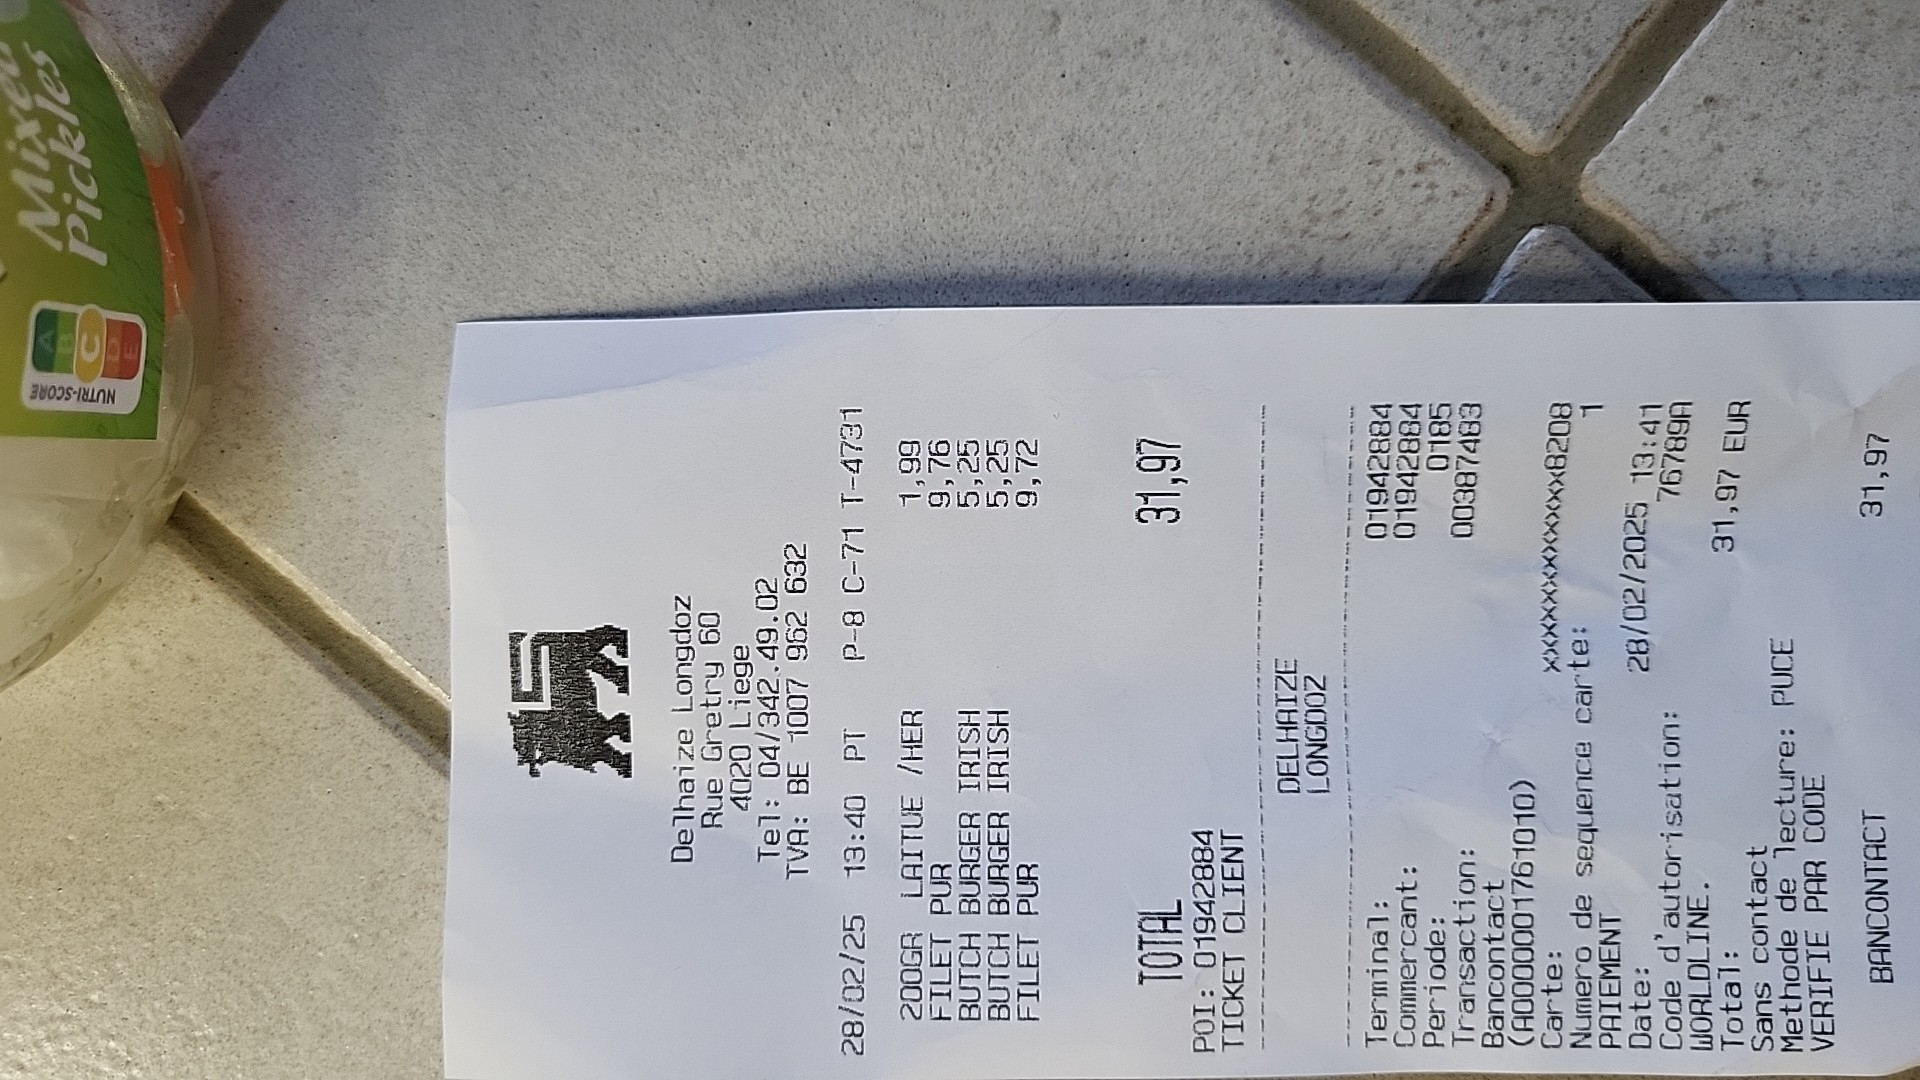 Mixed
Pickles
NUTRI-SCORE
A B C D E
Delhaize Longdoz
Rue Gretry 60
4020 Liege
Tel: 04/342.49.02
TVA: BE 1007 962 632
28/02/25 13:40 PT P-8 C-71 T-4731
200GR LAITUE /HER 1,99
FILET PUR 9,76
BUTCH BURGER IRISH 5,25
BUTCH BURGER IRISH 5,25
FILET PUR 9,72
TOTAL 31,97
POI: 01942884
TICKET CLIENT
DELHAIZE
LONGDOZ
Terminal: 01942884
Commercant: 01942884
Periode: 0185
Transaction: 00387483
Bancontact
(A0000001761010)
Carte: xxxxxxxxxxxxx8208
Numero de sequence carte: 1
PAIEMENT
Date: 28/02/2025 13:41
Code d'autorisation: 76789A
WORLDLINE.
Total: 31,97 EUR
Sans contact
Methode de lecture: PUCE
VERIFIE PAR CODE
BANCONTACT 31,97